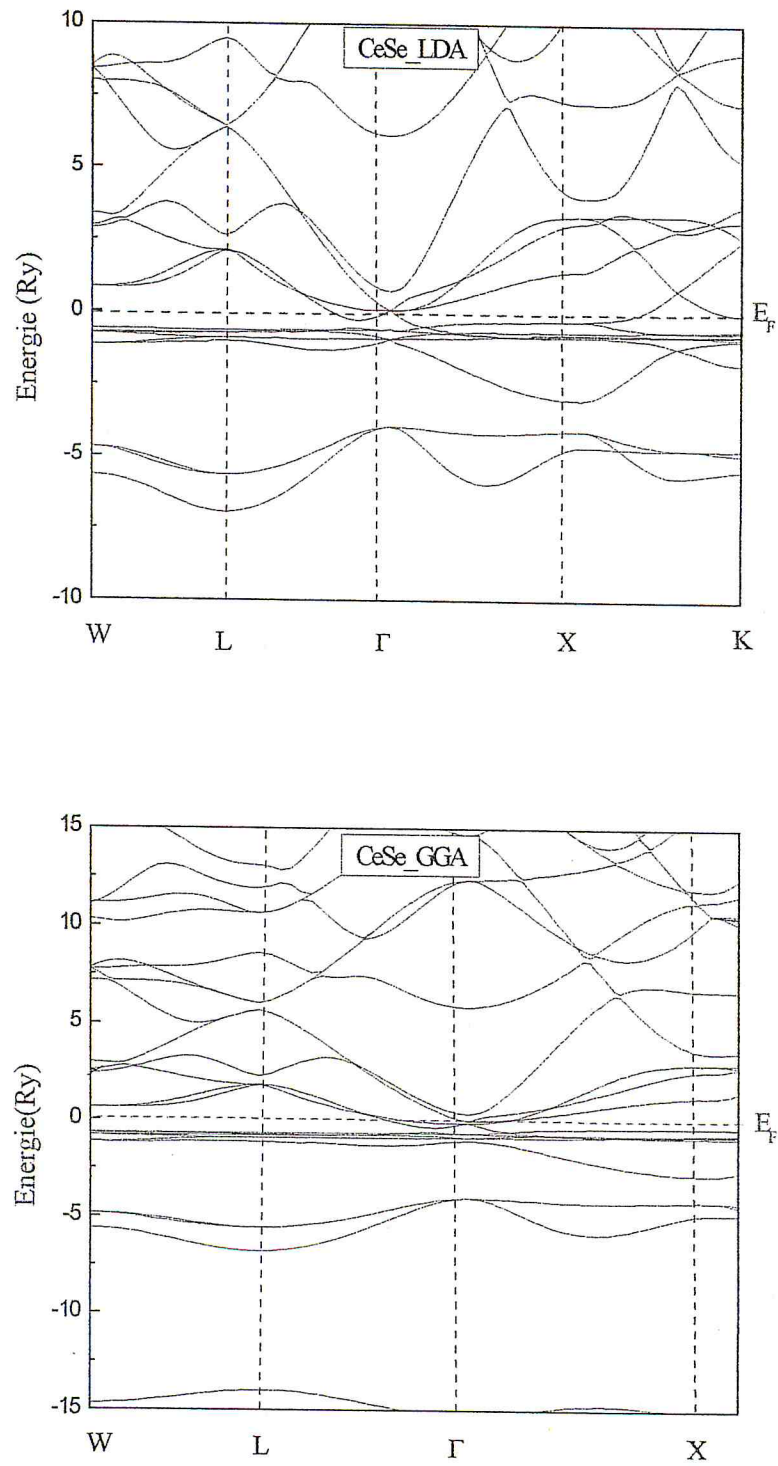 10
CeSe_LDA
5
0
E_F
-5
-10
Energie (Ry)
W L Γ X K
15
CeSe_GGA
10
5
0
E_F
-5
-10
-15
Energie(Ry)
W L Γ X